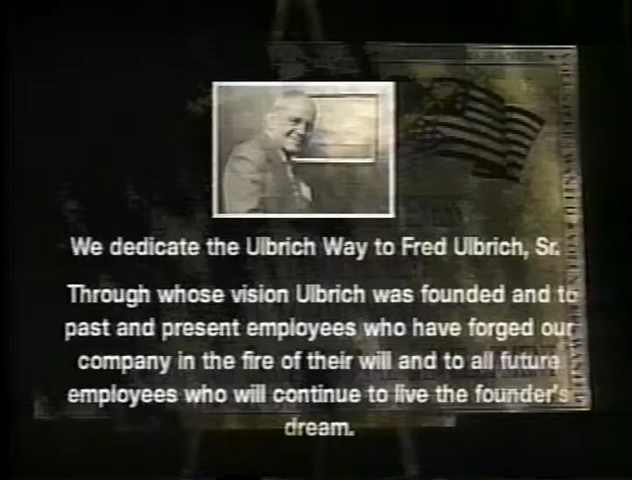 We dedicate the Ulbrich Way to Fred Ulbrich, Sr.
Through whose vision Ulbrich was founded and to
past and present employees who have forged our
company in the fire of their will and to all future
employees who will continue to live the founder's
dream.